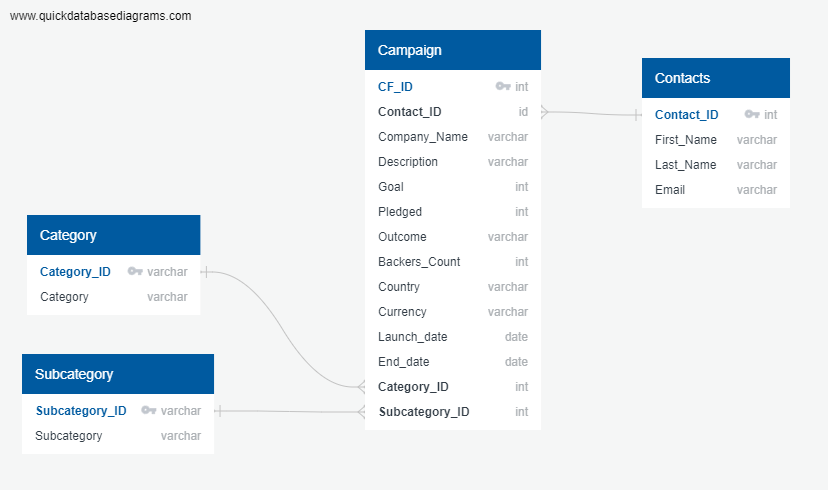 www.quickdatabasediagrams.com
Campaign
CF_ID int
Contact_ID id
Company_Name varchar
Description varchar
Goal int
Pledged int
Outcome varchar
Backers_Count int
Country varchar
Currency varchar
Launch_date date
End_date date
Category_ID int
Subcategory_ID int
Contacts
Contact_ID int
First_Name varchar
Last_Name varchar
Email varchar
Category
Category_ID varchar
Category varchar
Subcategory
Subcategory_ID varchar
Subcategory varchar